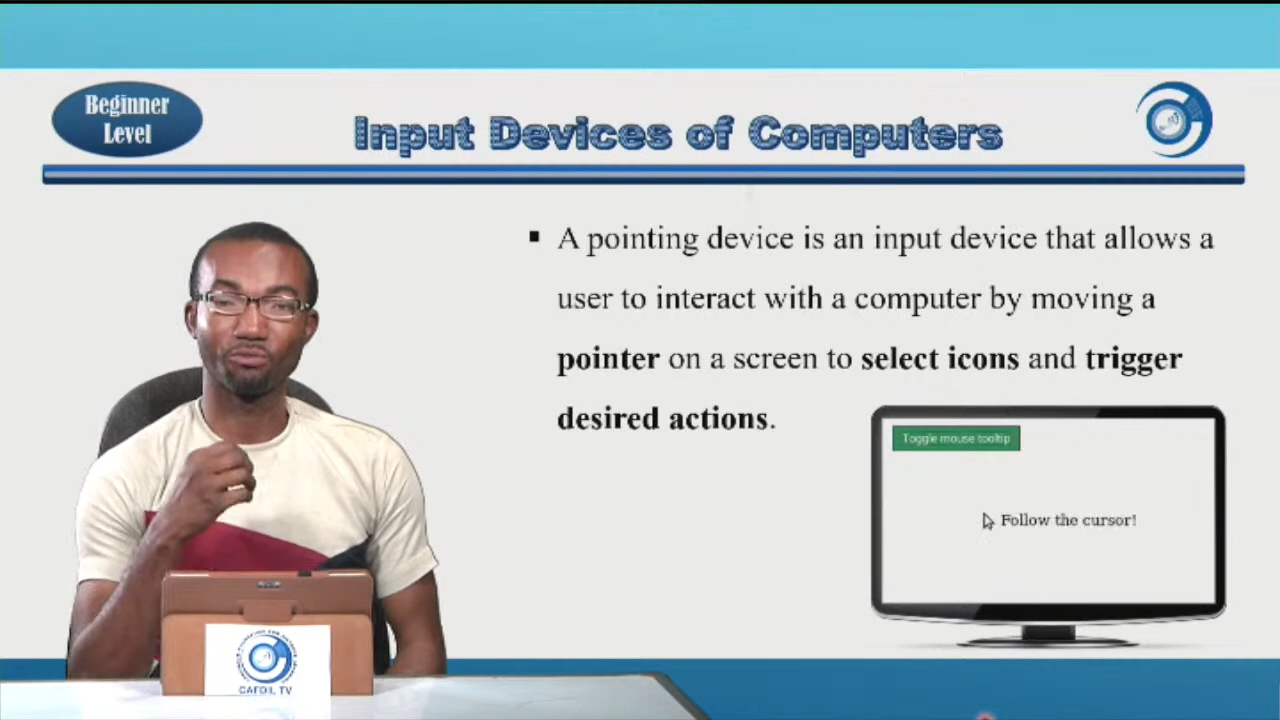 Beginner
Level
Input Devices of Computers
▪ A pointing device is an input device that allows a
user to interact with a computer by moving a
pointer on a screen to select icons and trigger
desired actions.
Toggle mouse tooltip
Follow the cursor!
CAFDIL TV